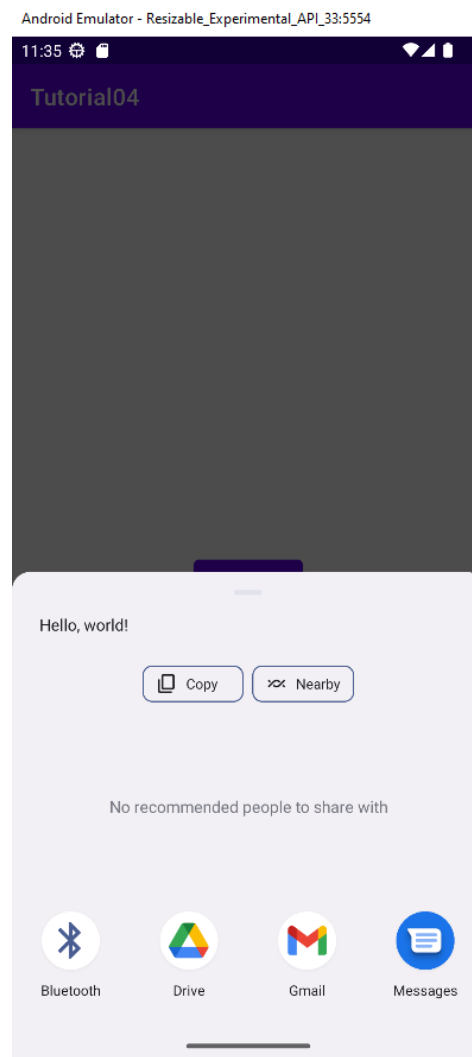 Android Emulator - Resizable_Experimental_API_33:5554
11:35
Tutorial04
Hello, world!
Copy Nearby
No recommended people to share with
Bluetooth Drive Gmail Messages